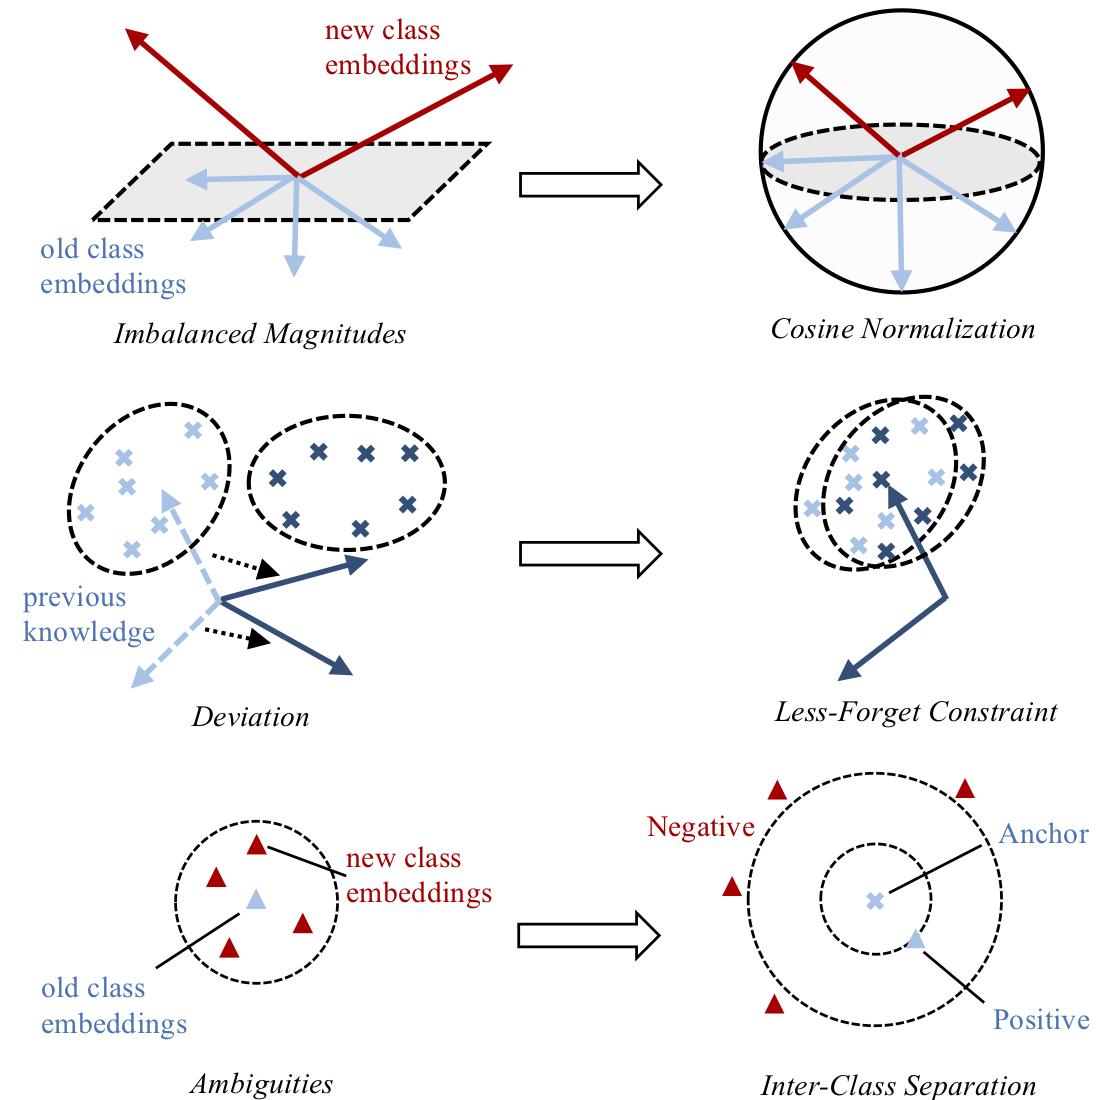 new class
embeddings
old class
embeddings
Imbalanced Magnitudes
Cosine Normalization
previous
knowledge
Deviation
Less-Forget Constraint
new class
embeddings
old class
embeddings
Ambiguities
Negative
Anchor
Positive
Inter-Class Separation